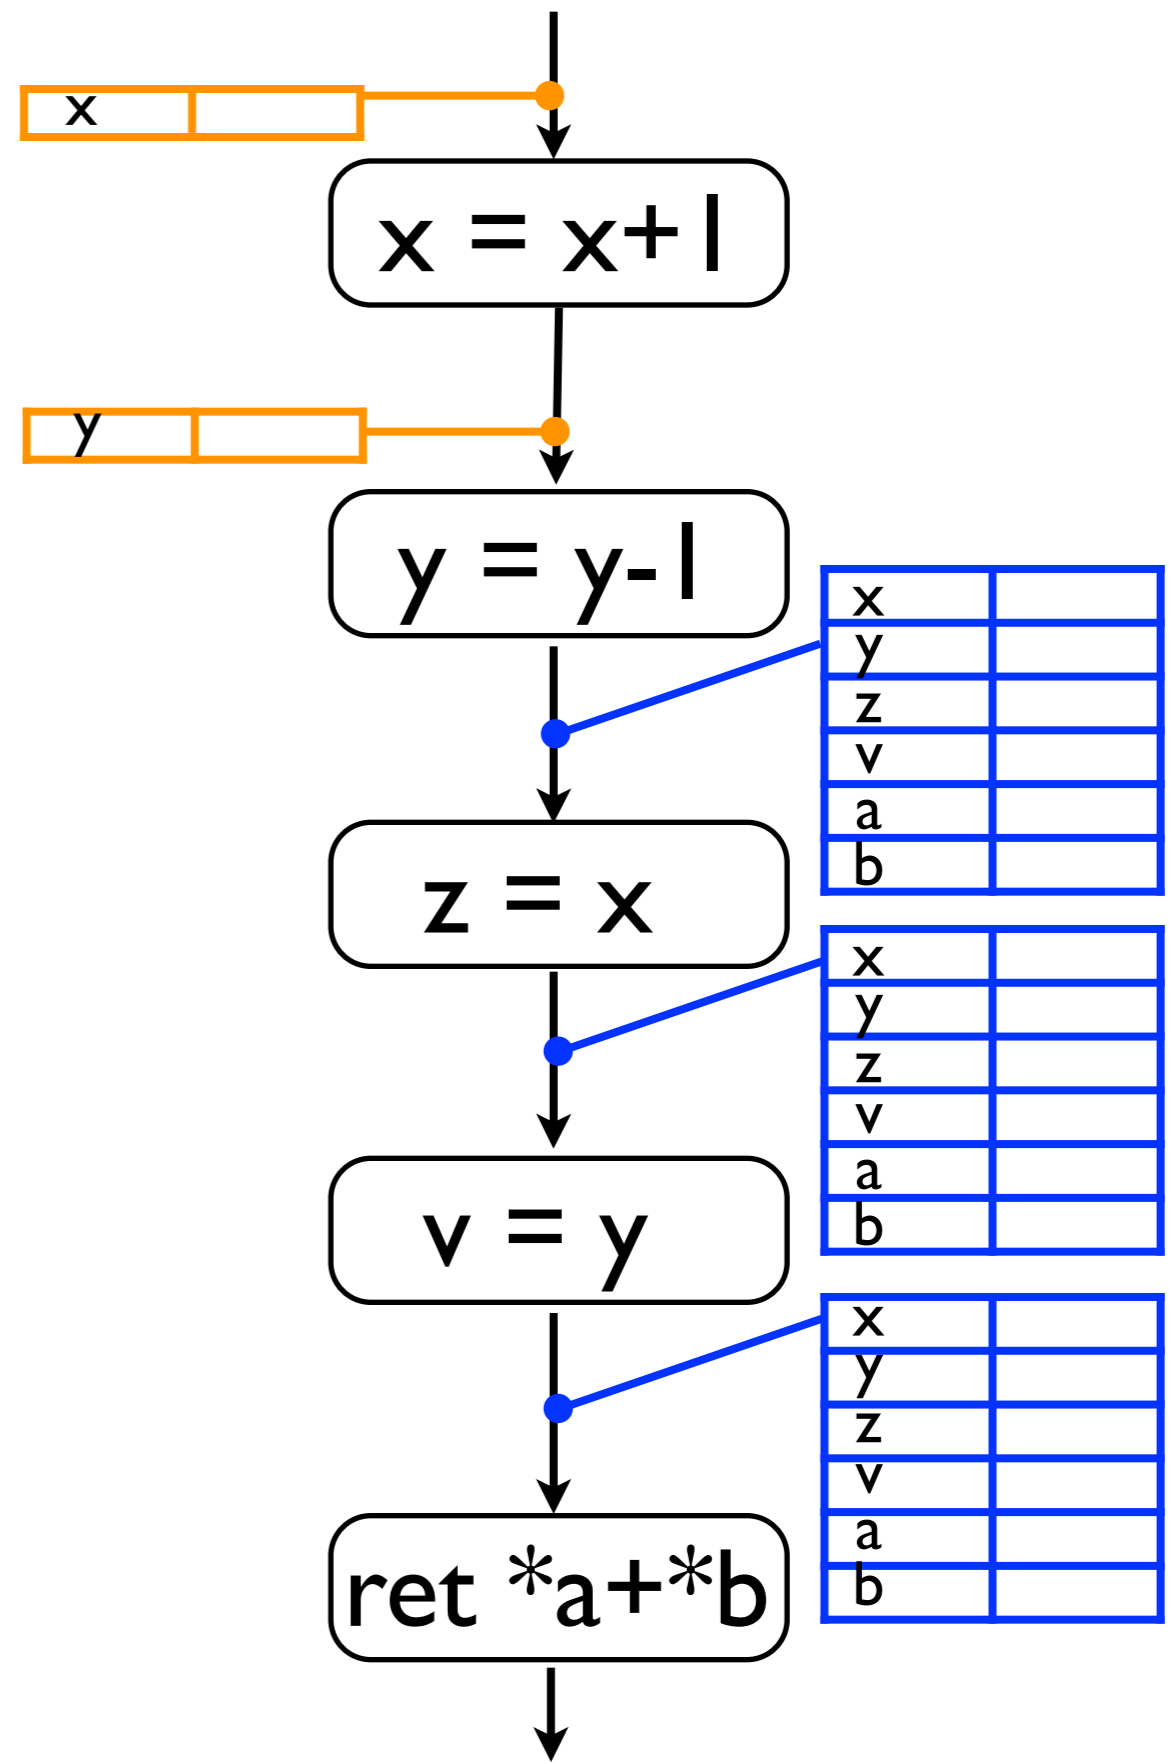 x
x = x+1
y
y = y-1
x
y
z
v
a
b
z = x
x
y
z
v
a
b
v = y
x
y
z
v
a
b
ret *a+*b